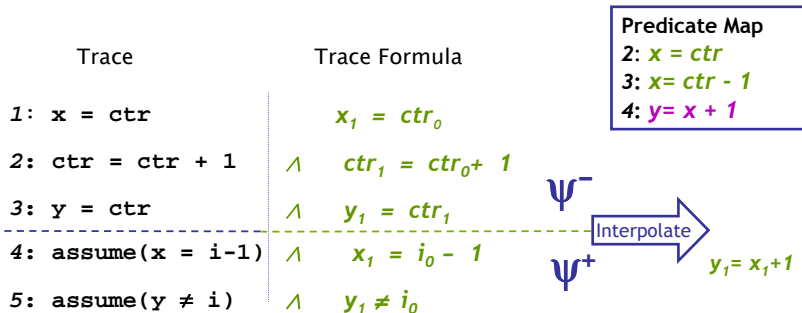 Trace
Trace Formula
Predicate Map
2: x = ctr
3: x= ctr - 1
4: y= x + 1
1: x = ctr x₁ = ctr₀
2: ctr = ctr + 1 ∧ ctr₁ = ctr₀+ 1
3: y = ctr ∧ y₁ = ctr₁
ψ⁻
Interpolate
4: assume(x = i-1) ∧ x₁ = i₀ - 1
ψ⁺
y₁= x₁+1
5: assume(y ≠ i) ∧ y₁ ≠ i₀